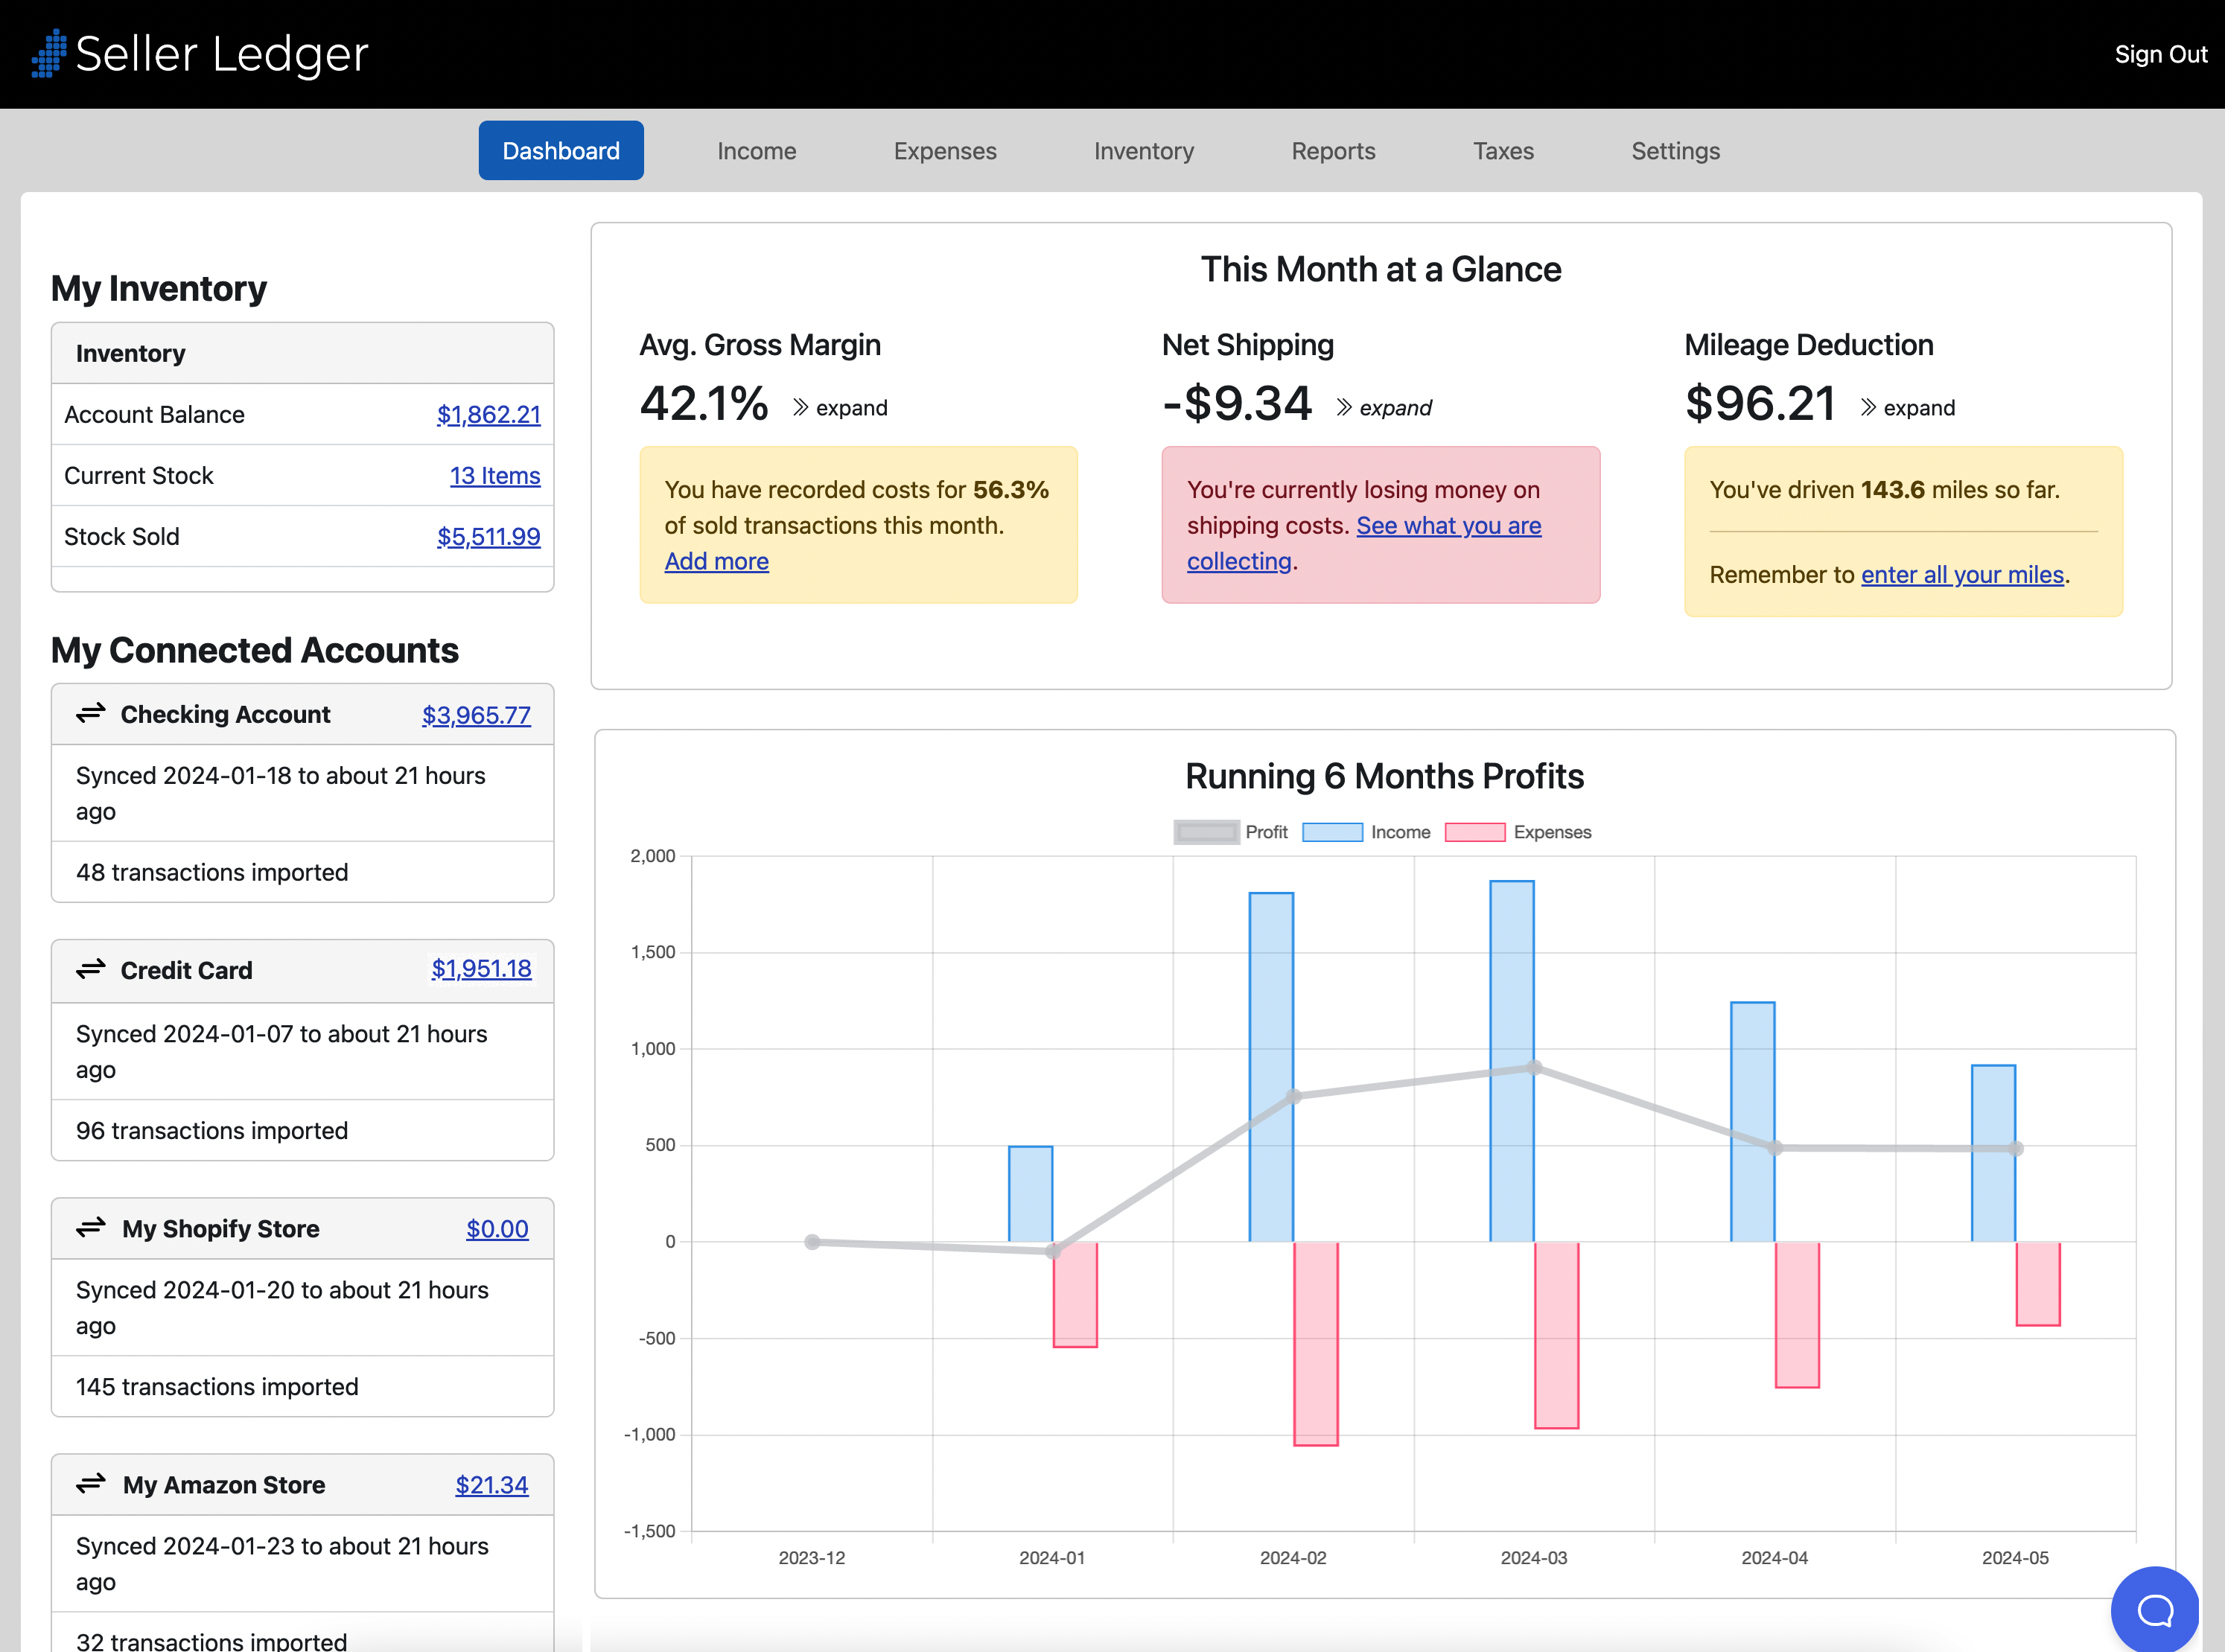 Seller Ledger
Sign Out
Dashboard
Income
Expenses
Inventory
Reports
Taxes
Settings
My Inventory
Inventory
Account Balance $1,862.21
Current Stock 13 Items
Stock Sold $5,511.99
My Connected Accounts
Checking Account $3,965.77
Synced 2024-01-18 to about 21 hours
ago
48 transactions imported
Credit Card $1,951.18
Synced 2024-01-07 to about 21 hours
ago
96 transactions imported
My Shopify Store $0.00
Synced 2024-01-20 to about 21 hours
ago
145 transactions imported
My Amazon Store $21.34
Synced 2024-01-23 to about 21 hours
ago
32 transactions imported
This Month at a Glance
Avg. Gross Margin
42.1% expand
You have recorded costs for 56.3%
of sold transactions this month.
Add more
Net Shipping
-$9.34 expand
You're currently losing money on
shipping costs. See what you are
collecting.
Mileage Deduction
$96.21 expand
You've driven 143.6 miles so far.
Remember to enter all your miles.
Running 6 Months Profits
Profit Income Expenses
2,000
1,500
1,000
500
0
-500
-1,000
-1,500
2023-12 2024-01 2024-02 2024-03 2024-04 2024-05